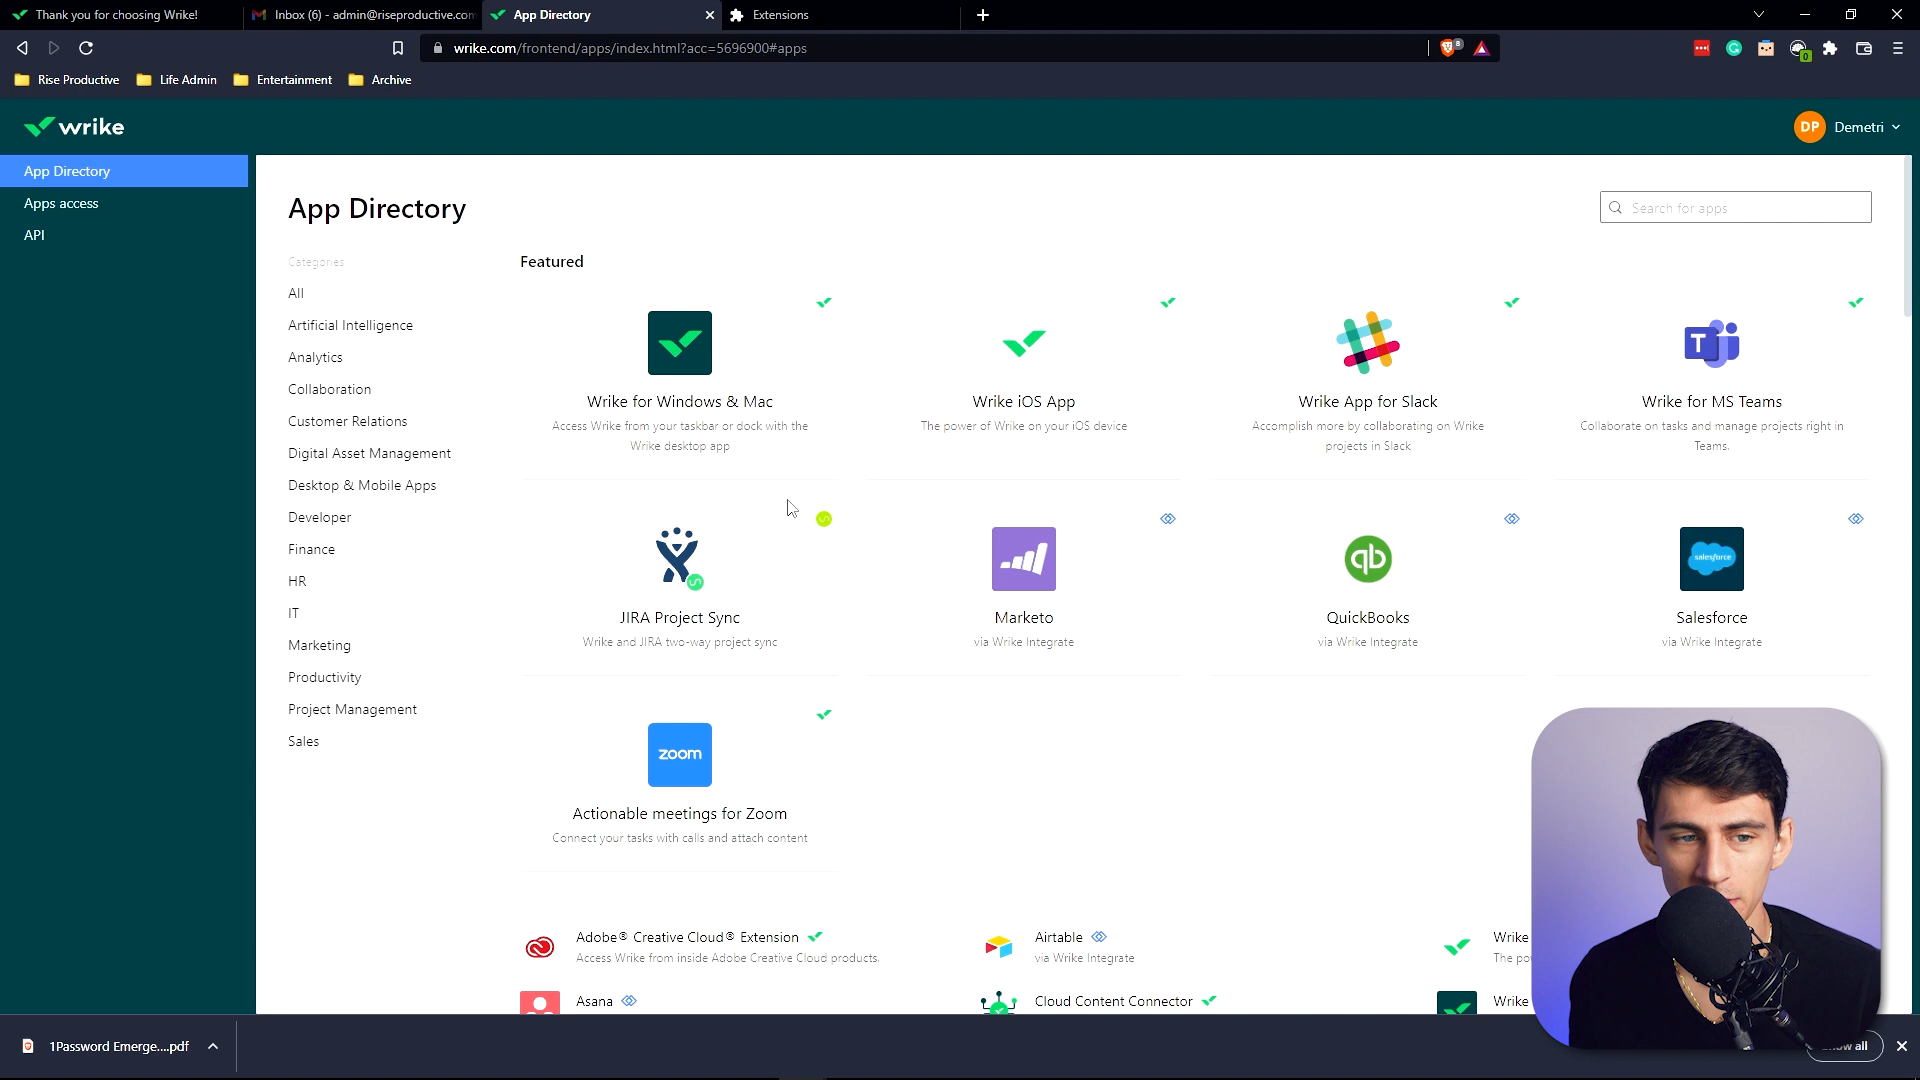 Thank you for choosing Wrike!
Inbox (6) - admin@riseproductive.com
App Directory
Extensions
wrike.com/frontend/apps/index.html?acc=5696900#apps
8
0
Rise Productive
Life Admin
Entertainment
Archive
wrike
DP
Demetri
App Directory
Apps access
API
App Directory
Search for apps
Categories
All
Artificial Intelligence
Analytics
Collaboration
Customer Relations
Digital Asset Management
Desktop & Mobile Apps
Developer
Finance
HR
IT
Marketing
Productivity
Project Management
Sales
Featured
Wrike for Windows & Mac
Access Wrike from your taskbar or dock with the
Wrike desktop app
Wrike iOS App
The power of Wrike on your iOS device
Wrike App for Slack
Accomplish more by collaborating on Wrike
projects in Slack
T
Wrike for MS Teams
Collaborate on tasks and manage projects right in
Teams.
JIRA Project Sync
Wrike and JIRA two-way project sync
Marketo
via Wrike Integrate
qb
QuickBooks
via Wrike Integrate
salesforce
Salesforce
via Wrike Integrate
zoom
Actionable meetings for Zoom
Connect your tasks with calls and attach content
Adobe® Creative Cloud® Extension
Access Wrike from inside Adobe Creative Cloud products.
Airtable
via Wrike Integrate
Wrike
The po
Asana
Cloud Content Connector
Wrike
1Password Emerge....pdf
all